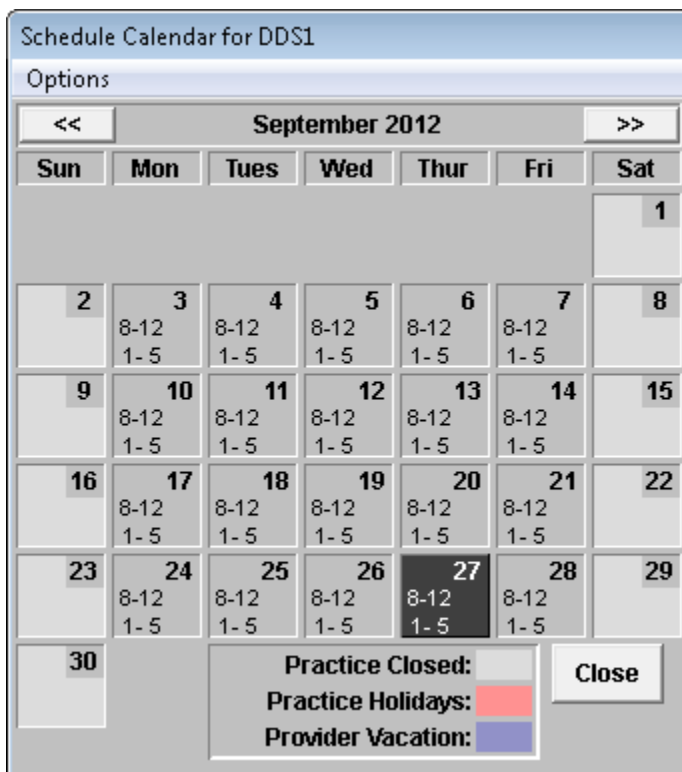 Schedule Calendar for DDS1
Options
<< September 2012 >>
Sun Mon Tues Wed Thur Fri Sat
1
2 3 4 5 6 7 8
8-12 8-12 8-12 8-12 8-12
1- 5 1- 5 1- 5 1- 5 1- 5
9 10 11 12 13 14 15
8-12 8-12 8-12 8-12 8-12
1- 5 1- 5 1- 5 1- 5 1- 5
16 17 18 19 20 21 22
8-12 8-12 8-12 8-12 8-12
1- 5 1- 5 1- 5 1- 5 1- 5
23 24 25 26 27 28 29
8-12 8-12 8-12 8-12 8-12
1- 5 1- 5 1- 5 1- 5 1- 5
30 Practice Closed: Close
Practice Holidays:
Provider Vacation: